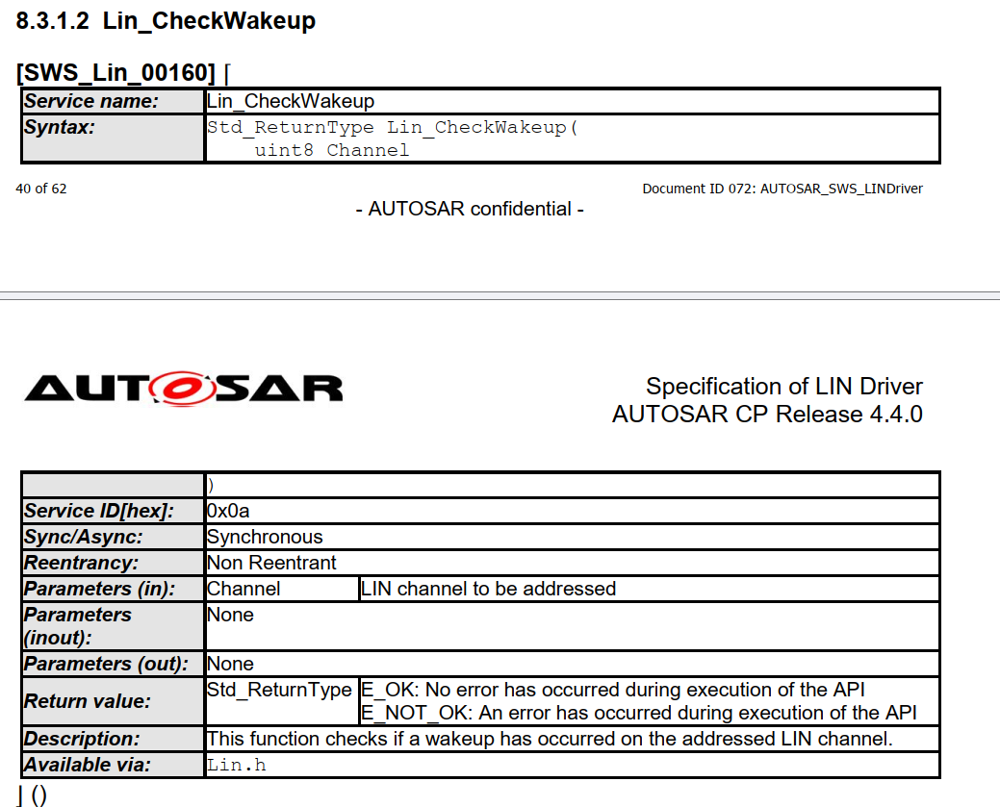 8.3.1.2 Lin_CheckWakeup
[SWS_Lin_00160] ⌈
Service name: Lin_CheckWakeup
Syntax: Std_ReturnType Lin_CheckWakeup(
uint8 Channel
40 of 62 Document ID 072: AUTOSAR_SWS_LINDriver
- AUTOSAR confidential -
AUTOSAR
Specification of LIN Driver
AUTOSAR CP Release 4.4.0
)
Service ID[hex]: 0x0a
Sync/Async: Synchronous
Reentrancy: Non Reentrant
Parameters (in): Channel LIN channel to be addressed
Parameters (inout): None
Parameters (out): None
Return value: Std_ReturnType E_OK: No error has occurred during execution of the API
E_NOT_OK: An error has occurred during execution of the API
Description: This function checks if a wakeup has occurred on the addressed LIN channel.
Available via: Lin.h
⌋ ()